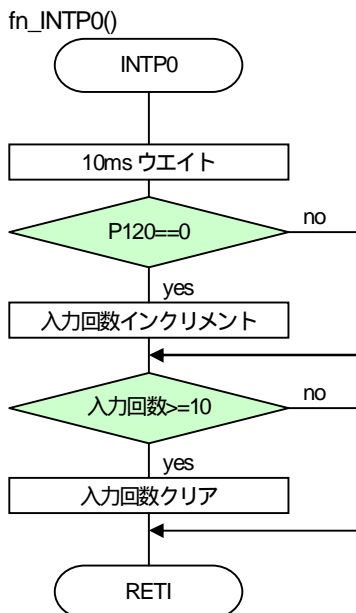 fn_INTP0()
INTP0
10ms ウエイト
P120==0
no
yes
入力回数インクリメント
入力回数>=10
no
yes
入力回数クリア
RETI